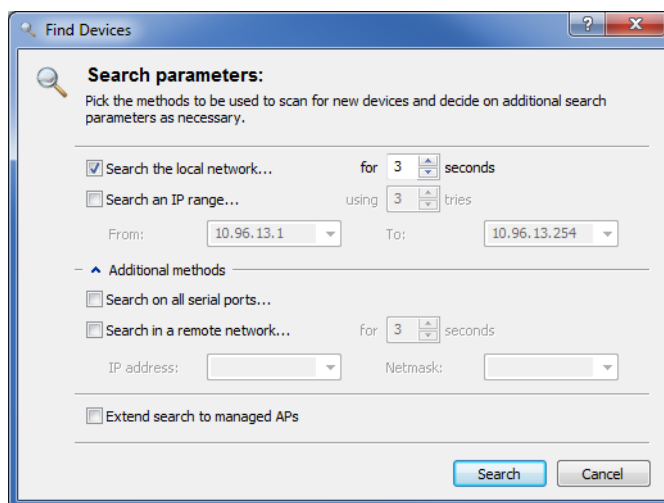 Find Devices
Search parameters:
Pick the methods to be used to scan for new devices and decide on additional search
parameters as necessary.
Search the local network... for 3 seconds
Search an IP range... using 3 tries
From: 10.96.13.1 To: 10.96.13.254
Additional methods
Search on all serial ports...
Search in a remote network... for 3 seconds
IP address: Netmask:
Extend search to managed APs
Search Cancel